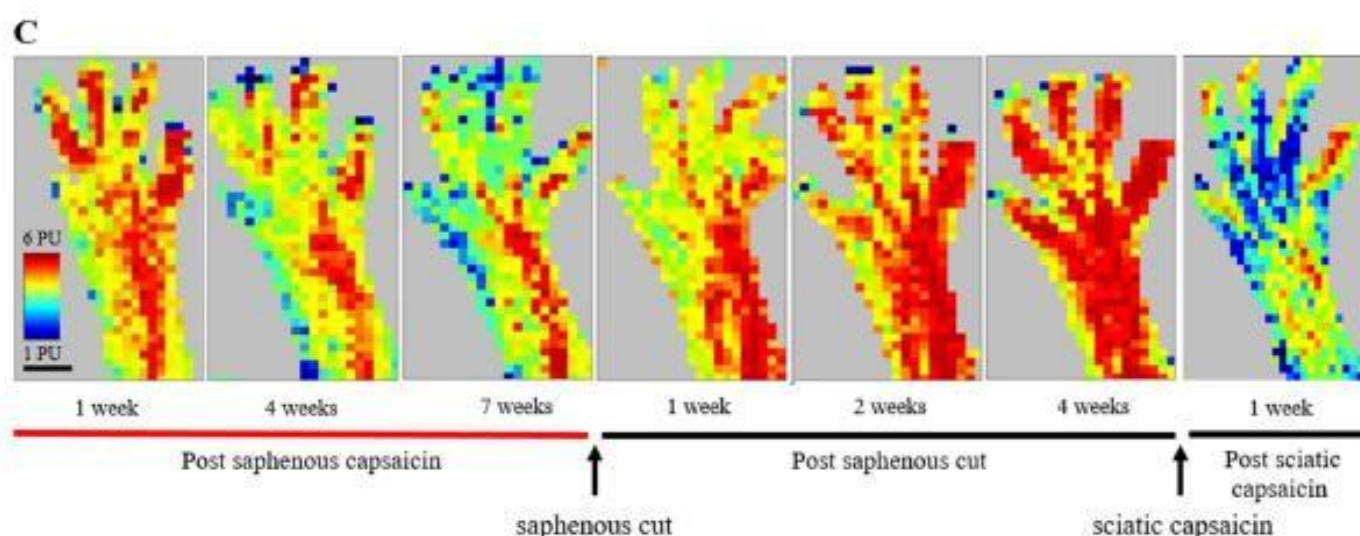 C
6 PU
1 PU
1 week
4 weeks
7 weeks
1 week
2 weeks
4 weeks
1 week
Post saphenous capsaicin
Post saphenous cut
Post sciatic
capsaicin
saphenous cut
sciatic capsaicin